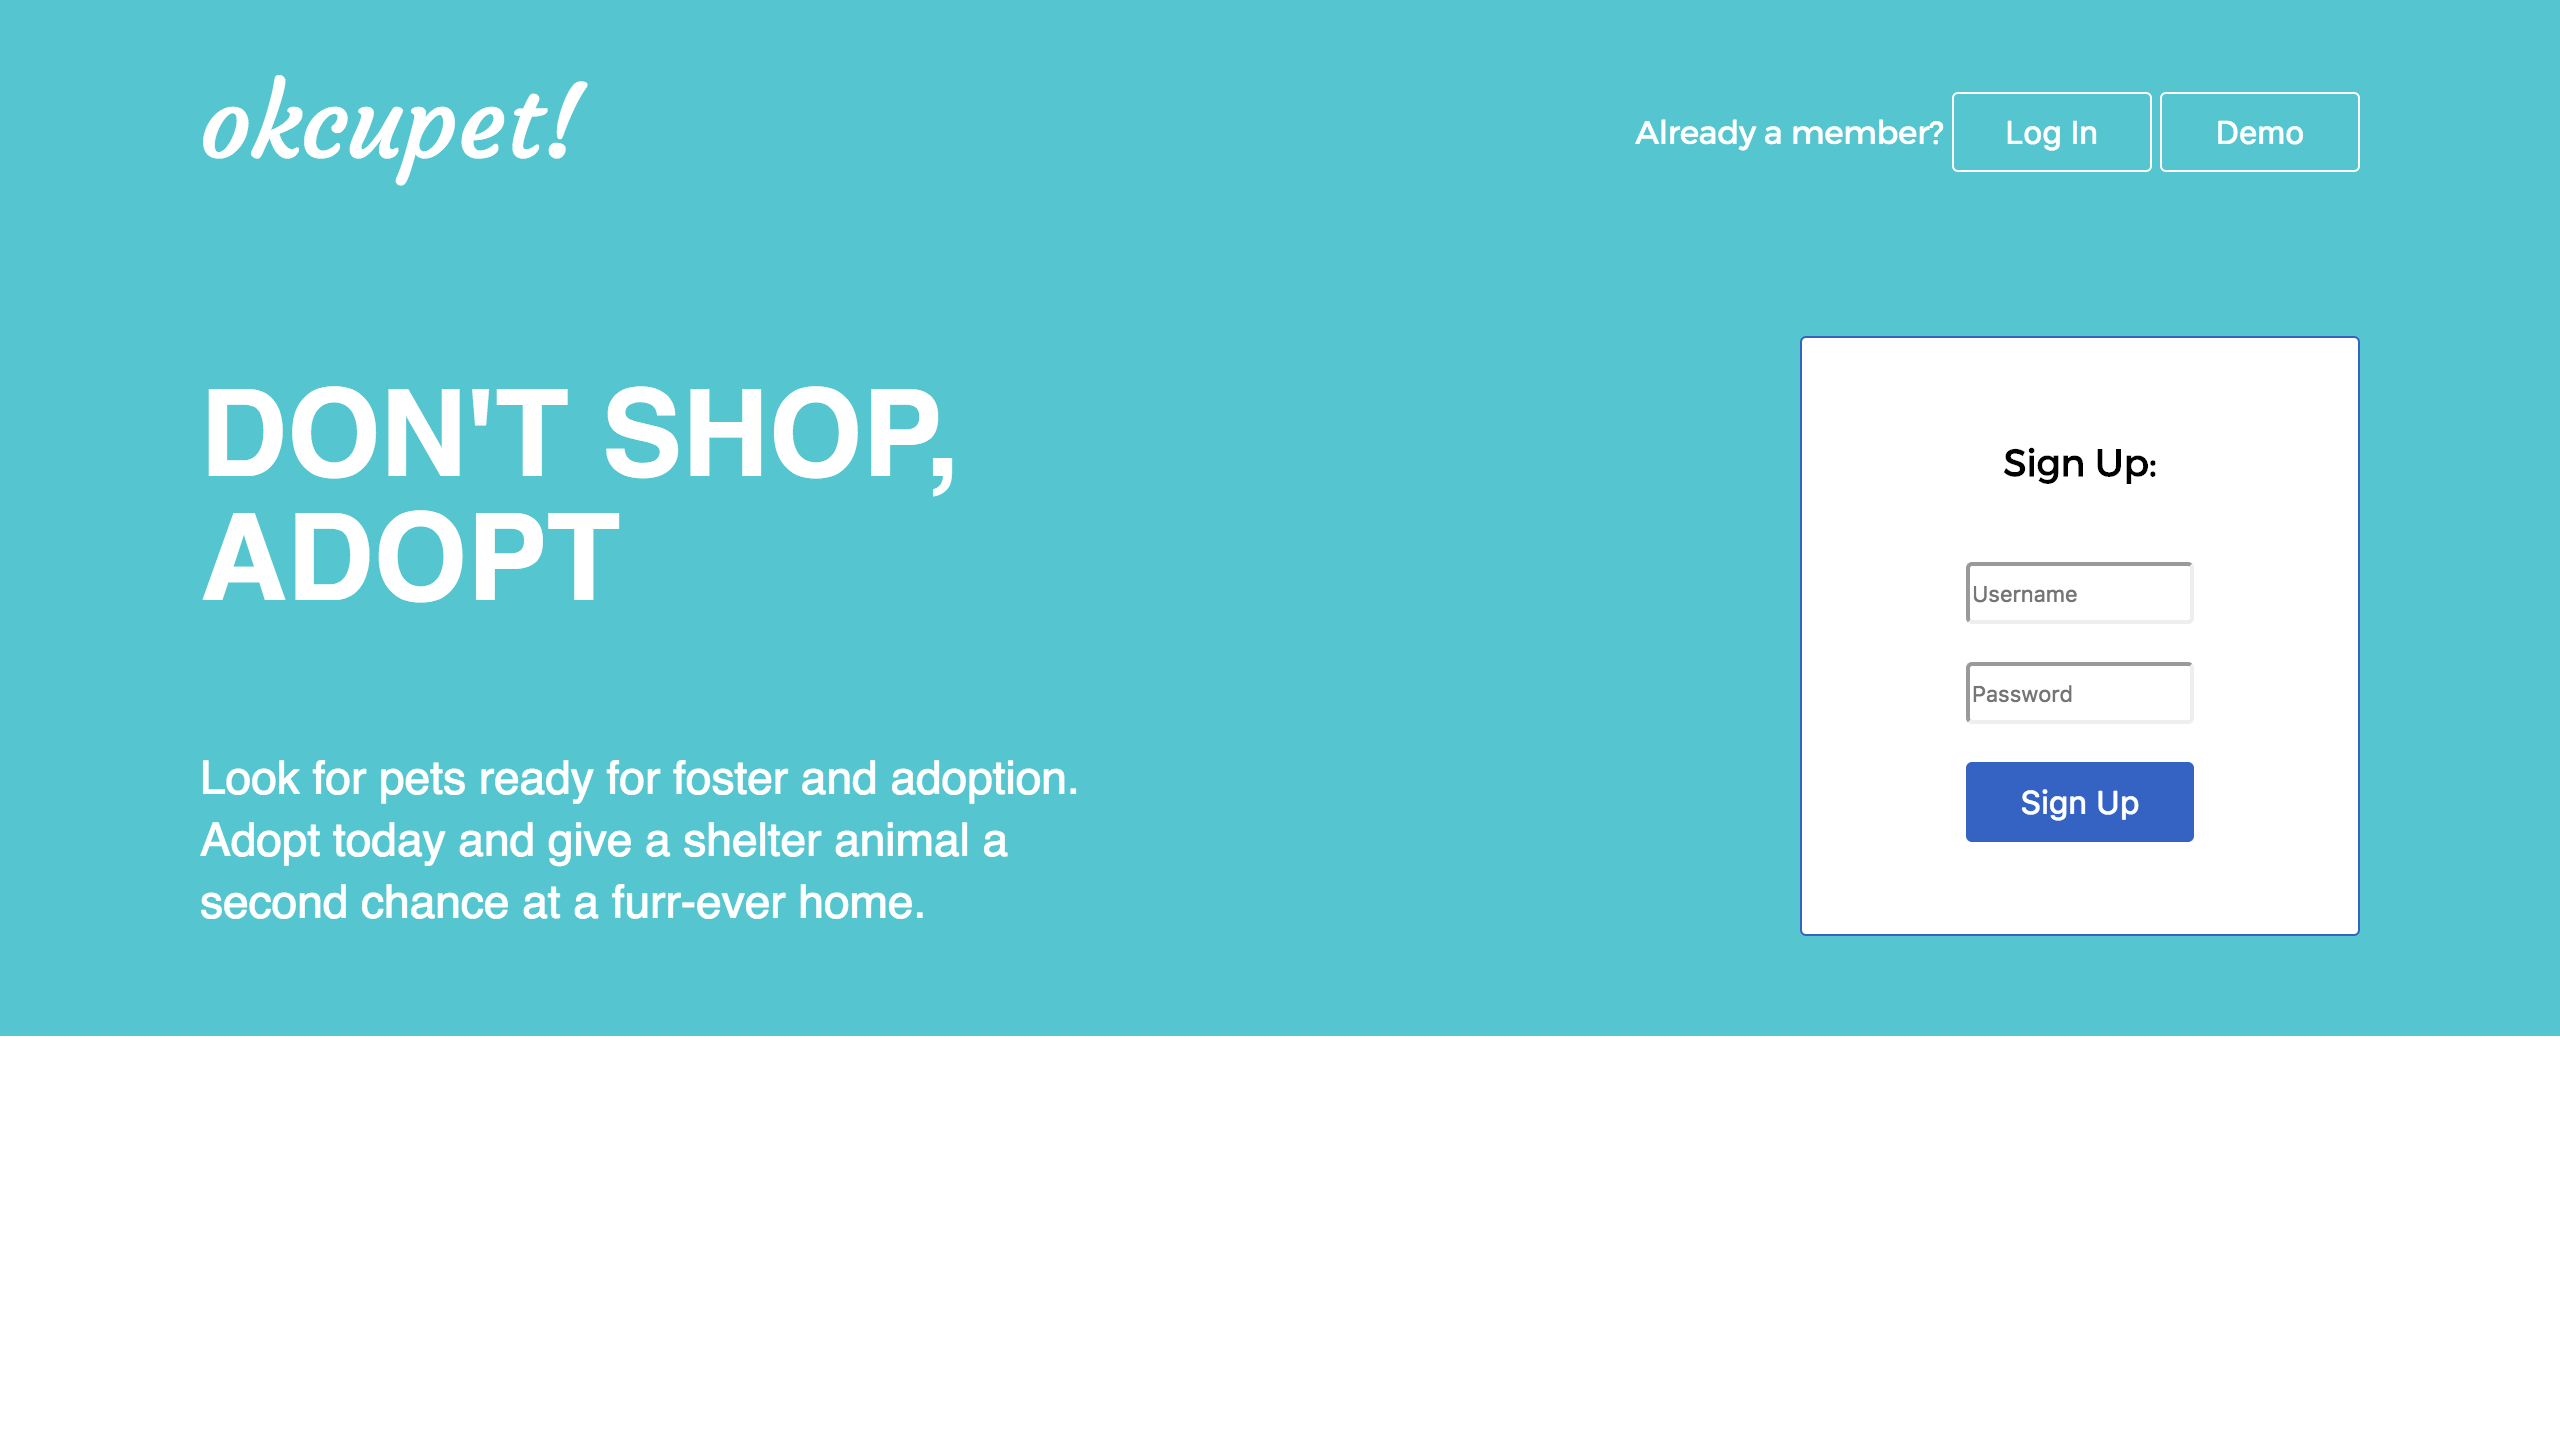 okcupet!
Already a member?
Log In
Demo
DON'T SHOP,
ADOPT
Look for pets ready for foster and adoption.
Adopt today and give a shelter animal a
second chance at a furr-ever home.
Sign Up:
Username
Password
Sign Up